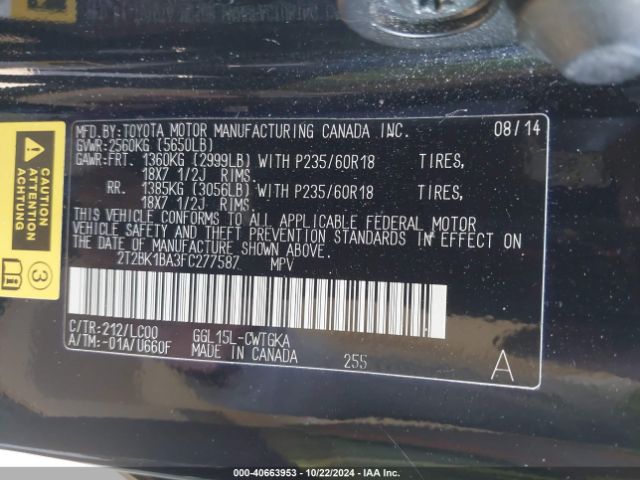 MFD.BY:TOYOTA MOTOR MANUFACTURING CANADA INC. 08/14
GVWR:2560KG (5650LB)
GAWR:FRT. 1360KG (2999LB) WITH P235/60R18 TIRES,
18X7 1/2J RIMS.
RR. 1385KG (3056LB) WITH P235/60R18 TIRES,
18X7 1/2J RIMS.
THIS VEHICLE CONFORMS TO ALL APPLICABLE FEDERAL MOTOR
VEHICLE SAFETY AND THEFT PREVENTION STANDARDS IN EFFECT ON
THE DATE OF MANUFACTURE SHOWN ABOVE.
2T2BK1BA3FC277587 MPV
C/TR:212/LC00 GGL15L-CWTGKA
A/TM:-01A/U660F MADE IN CANADA 255 A
3
000-40663953 • 10/22/2024 • IAA Inc.